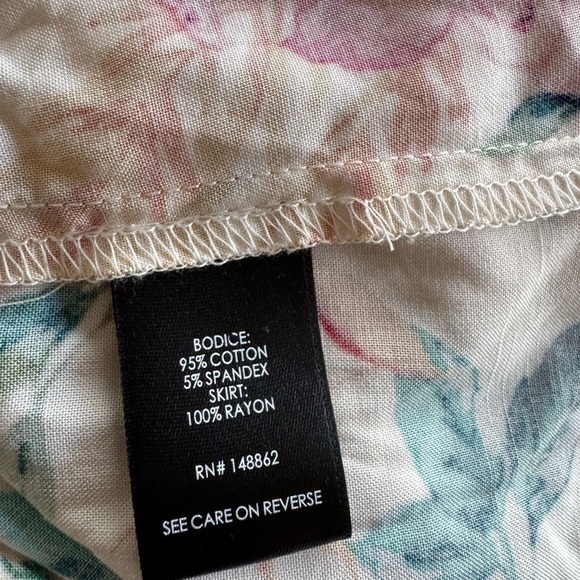 BODICE:
95% COTTON
5% SPANDEX
SKIRT:
100% RAYON
RN# 148862
SEE CARE ON REVERSE